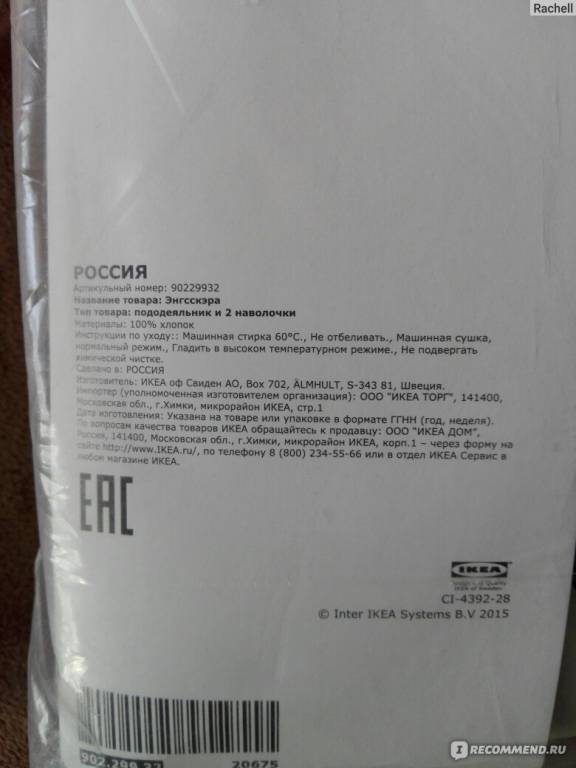 Rachell
РОССИЯ
Артикульный номер: 90229932
Название товара: Энгсскэра
Тип товара: пододеяльник и 2 наволочки
Материалы: 100% хлопок
Инструкции по уходу:: Машинная стирка 60°C., Не отбеливать., Машинная сушка,
нормальный режим., Гладить в высоком температурном режиме., Не подвергать
химической чистке.
Сделано в: РОССИЯ
Изготовитель: ИКЕА оф Свиден АО, Box 702, ÄLMHULT, S-343 81, Швеция.
Импортер (уполномоченная изготовителем организация): ООО "ИКЕА ТОРГ", 141400,
Московская обл., г.Химки, микрорайон ИКЕА, стр.1
Дата изготовления: Указана на товаре или упаковке в формате ГГНН (год, неделя).
По вопросам качества товаров ИКЕА обращайтесь к продавцу: ООО "ИКЕА ДОМ",
Россия, 141400, Московская обл., г.Химки, микрорайон ИКЕА, корп.1 – через форму на
сайте http://www.IKEA.ru/, по телефону 8 (800) 234-55-66 или в отдел ИКЕА Сервис в
любом магазине ИКЕА.
EAC
IKEA
IKEA of Sweden
CI-4392-28
© Inter IKEA Systems B.V 2015
902.299.32
20675
RECOMMEND.RU